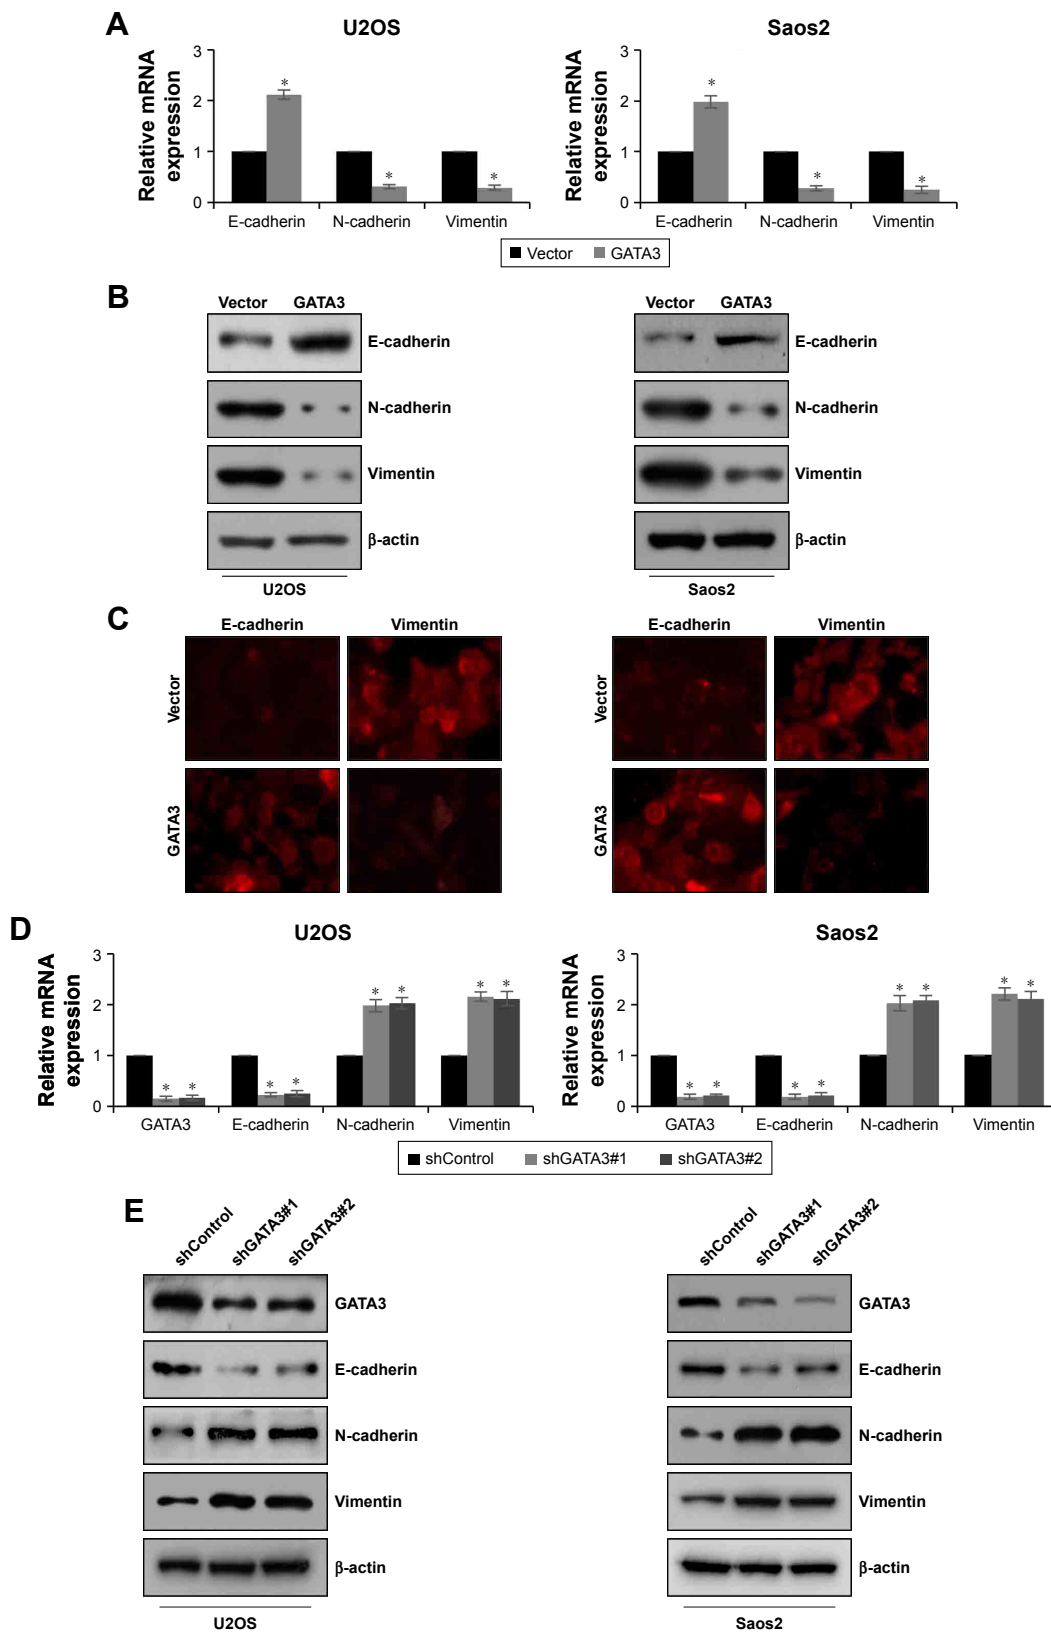 A
U2OS
Saos2
Relative mRNA
expression
3
2
1
0
*
*
*
E-cadherin
N-cadherin
Vimentin
Relative mRNA
expression
3
2
1
0
*
*
*
E-cadherin
N-cadherin
Vimentin
Vector
GATA3
B
Vector
GATA3
E-cadherin
N-cadherin
Vimentin
β-actin
U2OS
Vector
GATA3
E-cadherin
N-cadherin
Vimentin
β-actin
Saos2
C
E-cadherin
Vimentin
Vector
GATA3
E-cadherin
Vimentin
Vector
GATA3
D
U2OS
Relative mRNA
expression
3
2
1
0
* *
* *
* *
* *
GATA3
E-cadherin
N-cadherin
Vimentin
Saos2
Relative mRNA
expression
3
2
1
0
* *
* *
* *
* *
GATA3
E-cadherin
N-cadherin
Vimentin
shControl
shGATA3#1
shGATA3#2
E
shControl
shGATA3#1
shGATA3#2
GATA3
E-cadherin
N-cadherin
Vimentin
β-actin
U2OS
shControl
shGATA3#1
shGATA3#2
GATA3
E-cadherin
N-cadherin
Vimentin
β-actin
Saos2